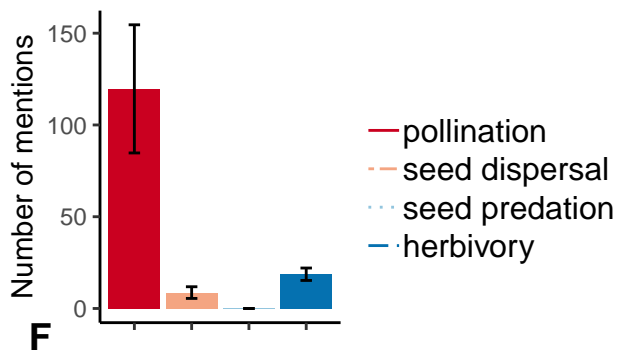 Number of mentions
150
100
50
0
pollination
seed dispersal
seed predation
herbivory
F